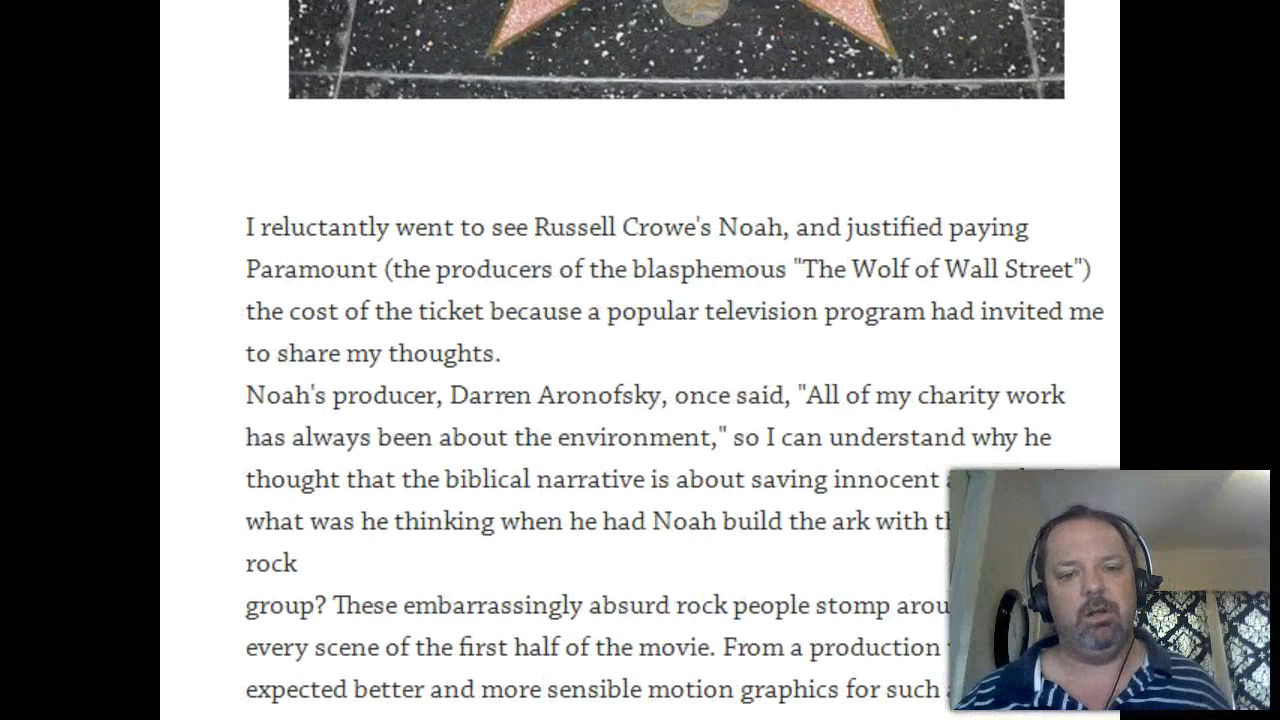 I reluctantly went to see Russell Crowe's Noah, and justified paying
Paramount (the producers of the blasphemous "The Wolf of Wall Street")
the cost of the ticket because a popular television program had invited me
to share my thoughts.
Noah's producer, Darren Aronofsky, once said, "All of my charity work
has always been about the environment," so I can understand why he
thought that the biblical narrative is about saving innocent
what was he thinking when he had Noah build the ark with
rock
group? These embarrassingly absurd rock people stomp
every scene of the first half of the movie. From a production
expected better and more sensible motion graphics for such